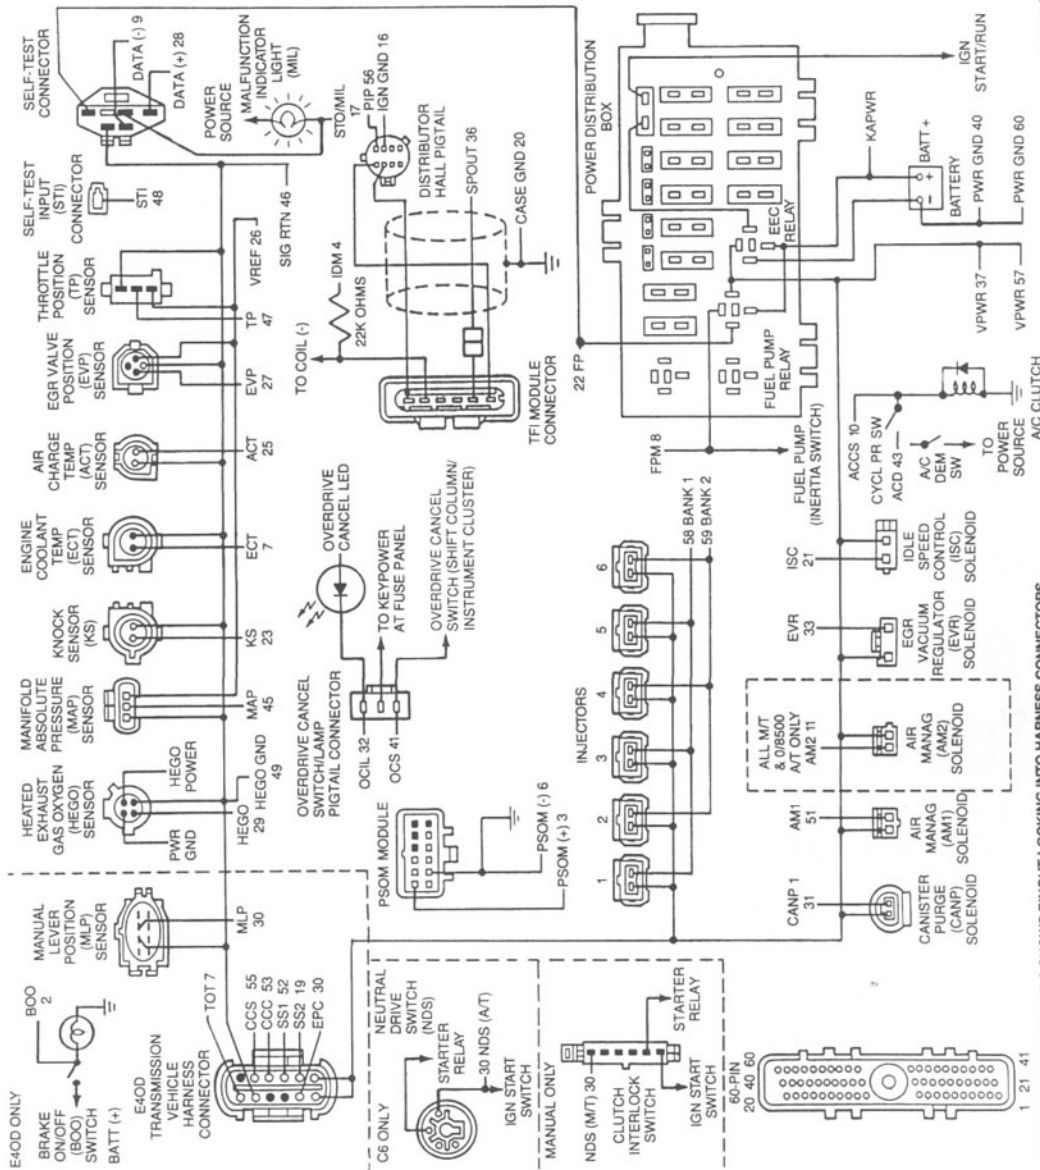 E4OD ONLY
BRAKE
ON/OFF
(BOO)
SWITCH
BATT (+)
BOO
2
E4OD
TRANSMISSION
VEHICLE
HARNESS
CONNECTOR
TOT 7
CCS 55
CCC 53
SS1 52
SS2 19
EPC 30
MANUAL
LEVER
POSITION
(MLP)
SENSOR
MLP
30
HEATED
EXHAUST
GAS OXYGEN
(HEGO)
SENSOR
PWR
GND
HEGO
POWER
HEGO
29
HEGO GND
49
MANIFOLD
ABSOLUTE
PRESSURE
(MAP)
SENSOR
MAP
45
KNOCK
SENSOR
(KS)
KS
23
ENGINE
COOLANT
TEMP
(ECT)
SENSOR
ECT
7
AIR
CHARGE
TEMP
(ACT)
SENSOR
ACT
25
EGR VALVE
POSITION
(EVP)
SENSOR
EVP
27
THROTTLE
POSITION
(TP)
SENSOR
TP
47
VREF 26
SELF-TEST
INPUT
(STI)
CONNECTOR
STI
48
SIG RTN 46
SELF-TEST
CONNECTOR
DATA (-) 9
DATA (+) 28
POWER
SOURCE
MALFUNCTION
INDICATOR
LIGHT
(MIL)
STO/MIL
17
PIP 56
IGN GND 16
DISTRIBUTOR
HALL PIGTAIL
SPOUT 36
CASE GND 20
TO COIL (-)
IDM 4
22K OHMS
TFI MODULE
CONNECTOR
OVERDRIVE CANCEL
SWITCH/LAMP
PIGTAIL CONNECTOR
OCIL 32
OCS 41
OVERDRIVE
CANCEL LED
TO KEYPOWER
AT FUSE PANEL
OVERDRIVE CANCEL
SWITCH (SHIFT COLUMN/
INSTRUMENT CLUSTER)
PSOM MODULE
PSOM (-) 6
PSOM (+) 3
C6 ONLY
NEUTRAL
DRIVE
SWITCH
(NDS)
STARTER
RELAY
30 NDS (A/T)
IGN START
SWITCH
MANUAL ONLY
NDS (M/T) 30
CLUTCH
INTERLOCK
SWITCH
STARTER
RELAY
IGN START
SWITCH
INJECTORS
1
2
3
4
5
6
58 BANK 1
59 BANK 2
22 FP
FPM 8
FUEL PUMP
(INERTIA SWITCH)
FUEL PUMP
RELAY
POWER DISTRIBUTION
BOX
EEC
RELAY
IGN
START/RUN
KAPWR
BATT +
+
-
BATTERY
PWR GND 40
PWR GND 60
VPWR 37
VPWR 57
ACCS 10
CYCL PR SW
ACD 43
A/C
DEM
SW
TO
POWER
SOURCE
A/C CLUTCH
60-PIN
20 40 60
1 21 41
CANP 1
31
CANISTER
PURGE
(CANP)
SOLENOID
AM1
51
AIR
MANAG
(AM1)
SOLENOID
ALL M/T
& 0/8500
A/T ONLY
AM2 11
AIR
MANAG
(AM2)
SOLENOID
EVR
33
EGR
VACUUM
REGULATOR
(EVR)
SOLENOID
ISC
21
IDLE
SPEED
CONTROL
(ISC)
SOLENOID
PINOUT LOOKING INTO HARNESS CONNECTORS